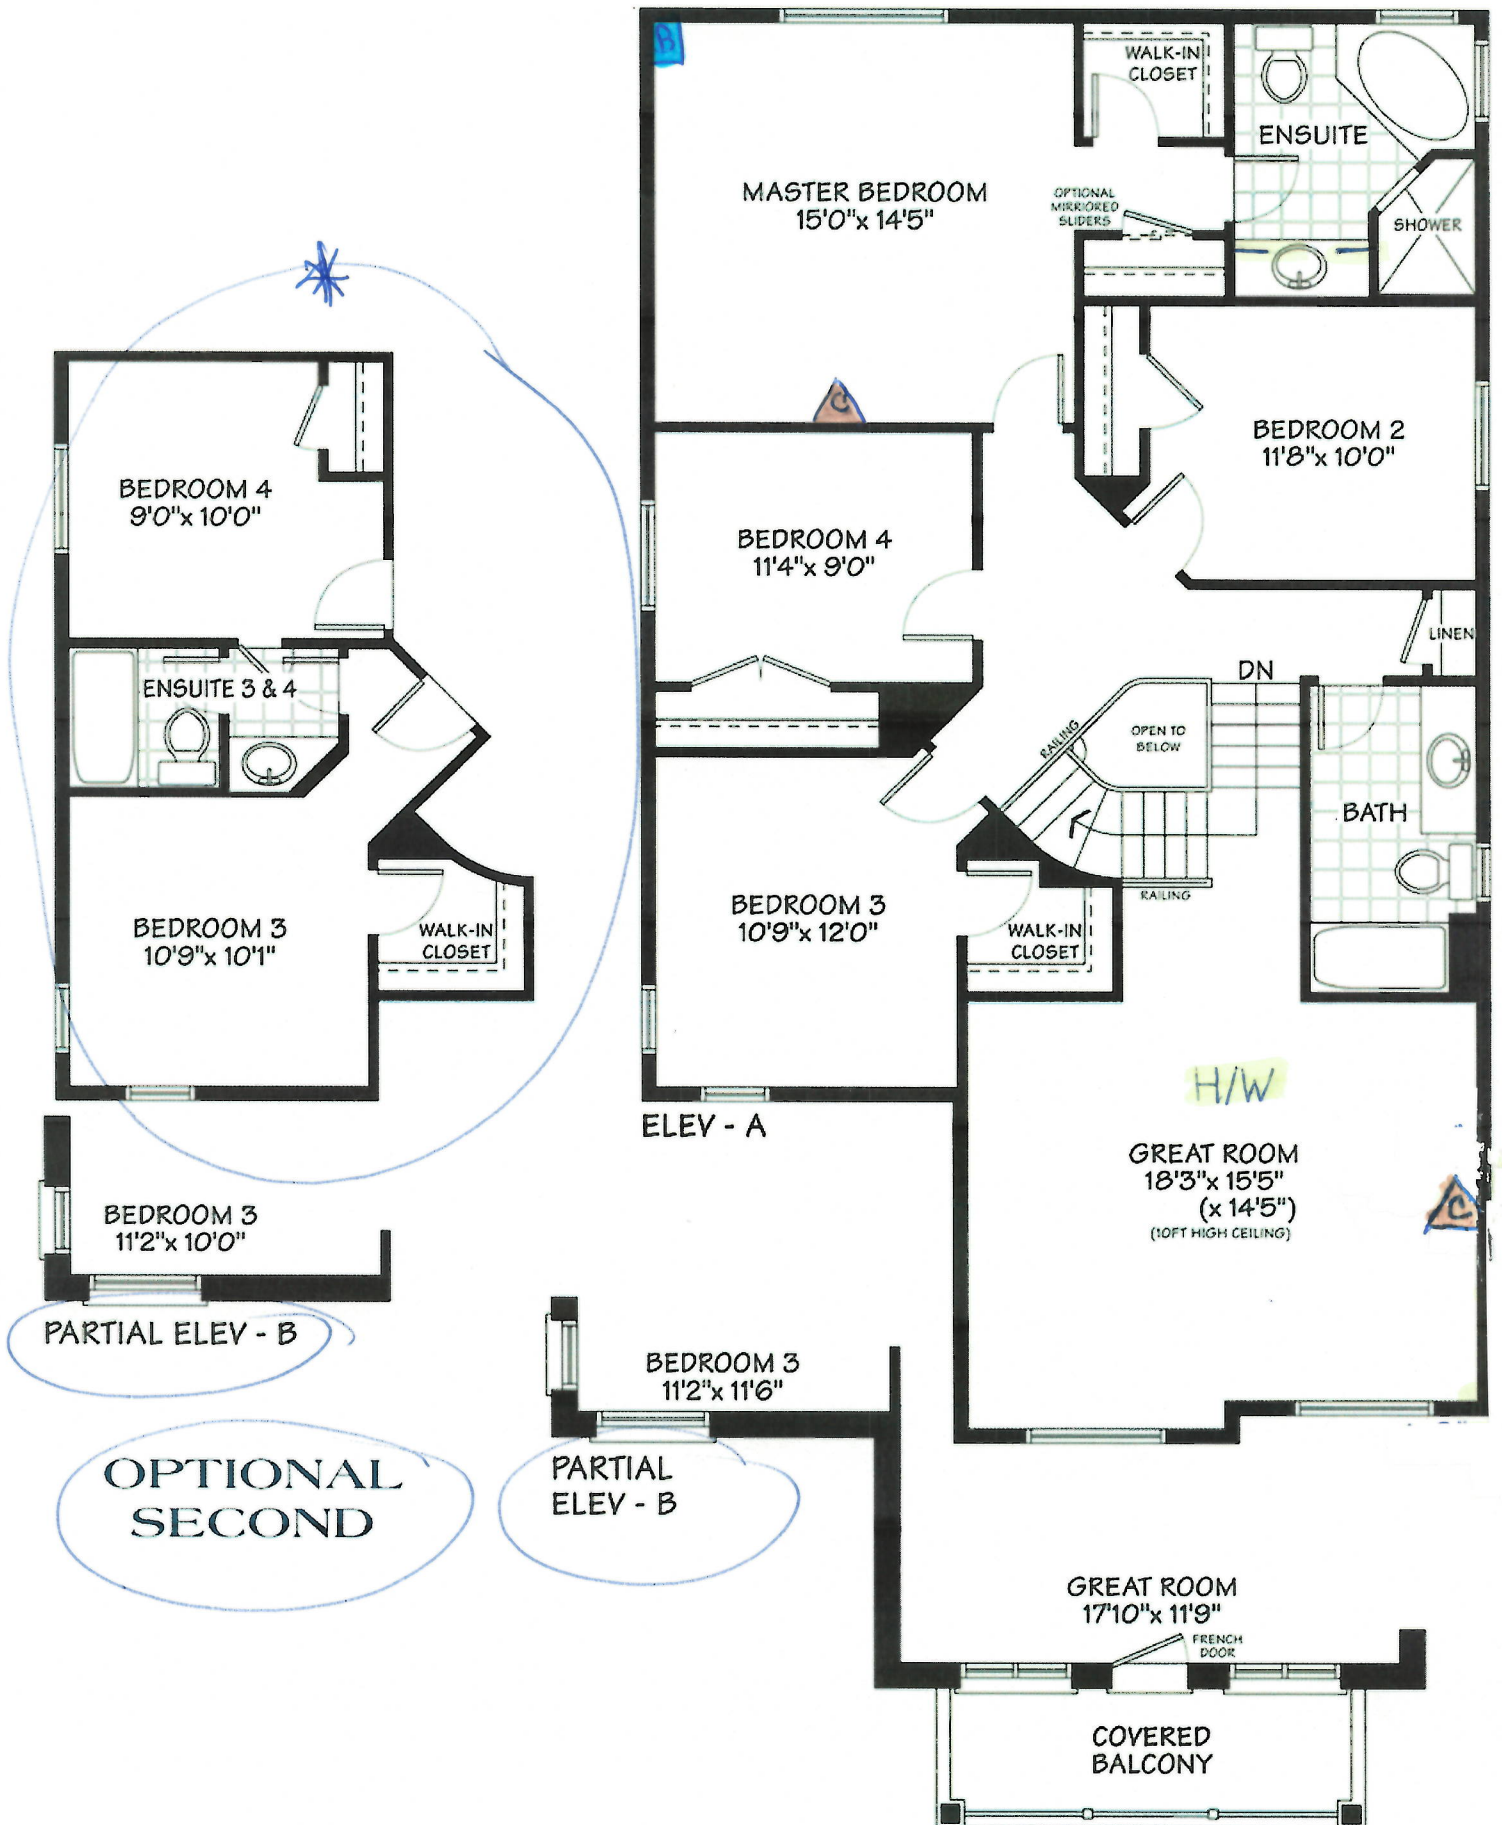 B
WALK-IN
CLOSET
ENSUITE
MASTER BEDROOM
15'0"x 14'5"
OPTIONAL
MIRRIORED
SLIDERS
SHOWER
C
BEDROOM 2
11'8"x 10'0"
BEDROOM 4
9'0"x 10'0"
BEDROOM 4
11'4"x 9'0"
LINEN
ENSUITE 3 & 4
DN
RAILING
OPEN TO
BELOW
BATH
RAILING
BEDROOM 3
10'9"x 10'1"
WALK-IN
CLOSET
BEDROOM 3
10'9"x 12'0"
WALK-IN
CLOSET
H/W
ELEV - A
GREAT ROOM
18'3"x 15'5"
(x 14'5")
(10FT HIGH CEILING)
C
BEDROOM 3
11'2"x 10'0"
PARTIAL ELEV - B
BEDROOM 3
11'2"x 11'6"
PARTIAL
ELEV - B
OPTIONAL
SECOND
GREAT ROOM
17'10"x 11'9"
FRENCH
DOOR
COVERED
BALCONY